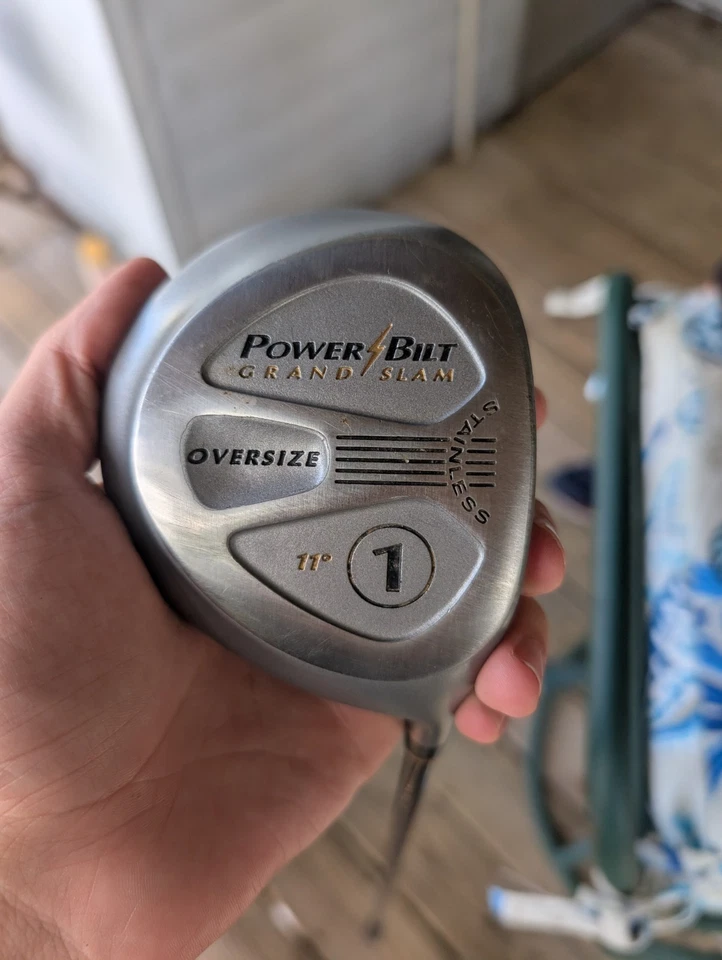 POWER BILT
GRAND SLAM
OVERSIZE
STAINLESS
11°
1